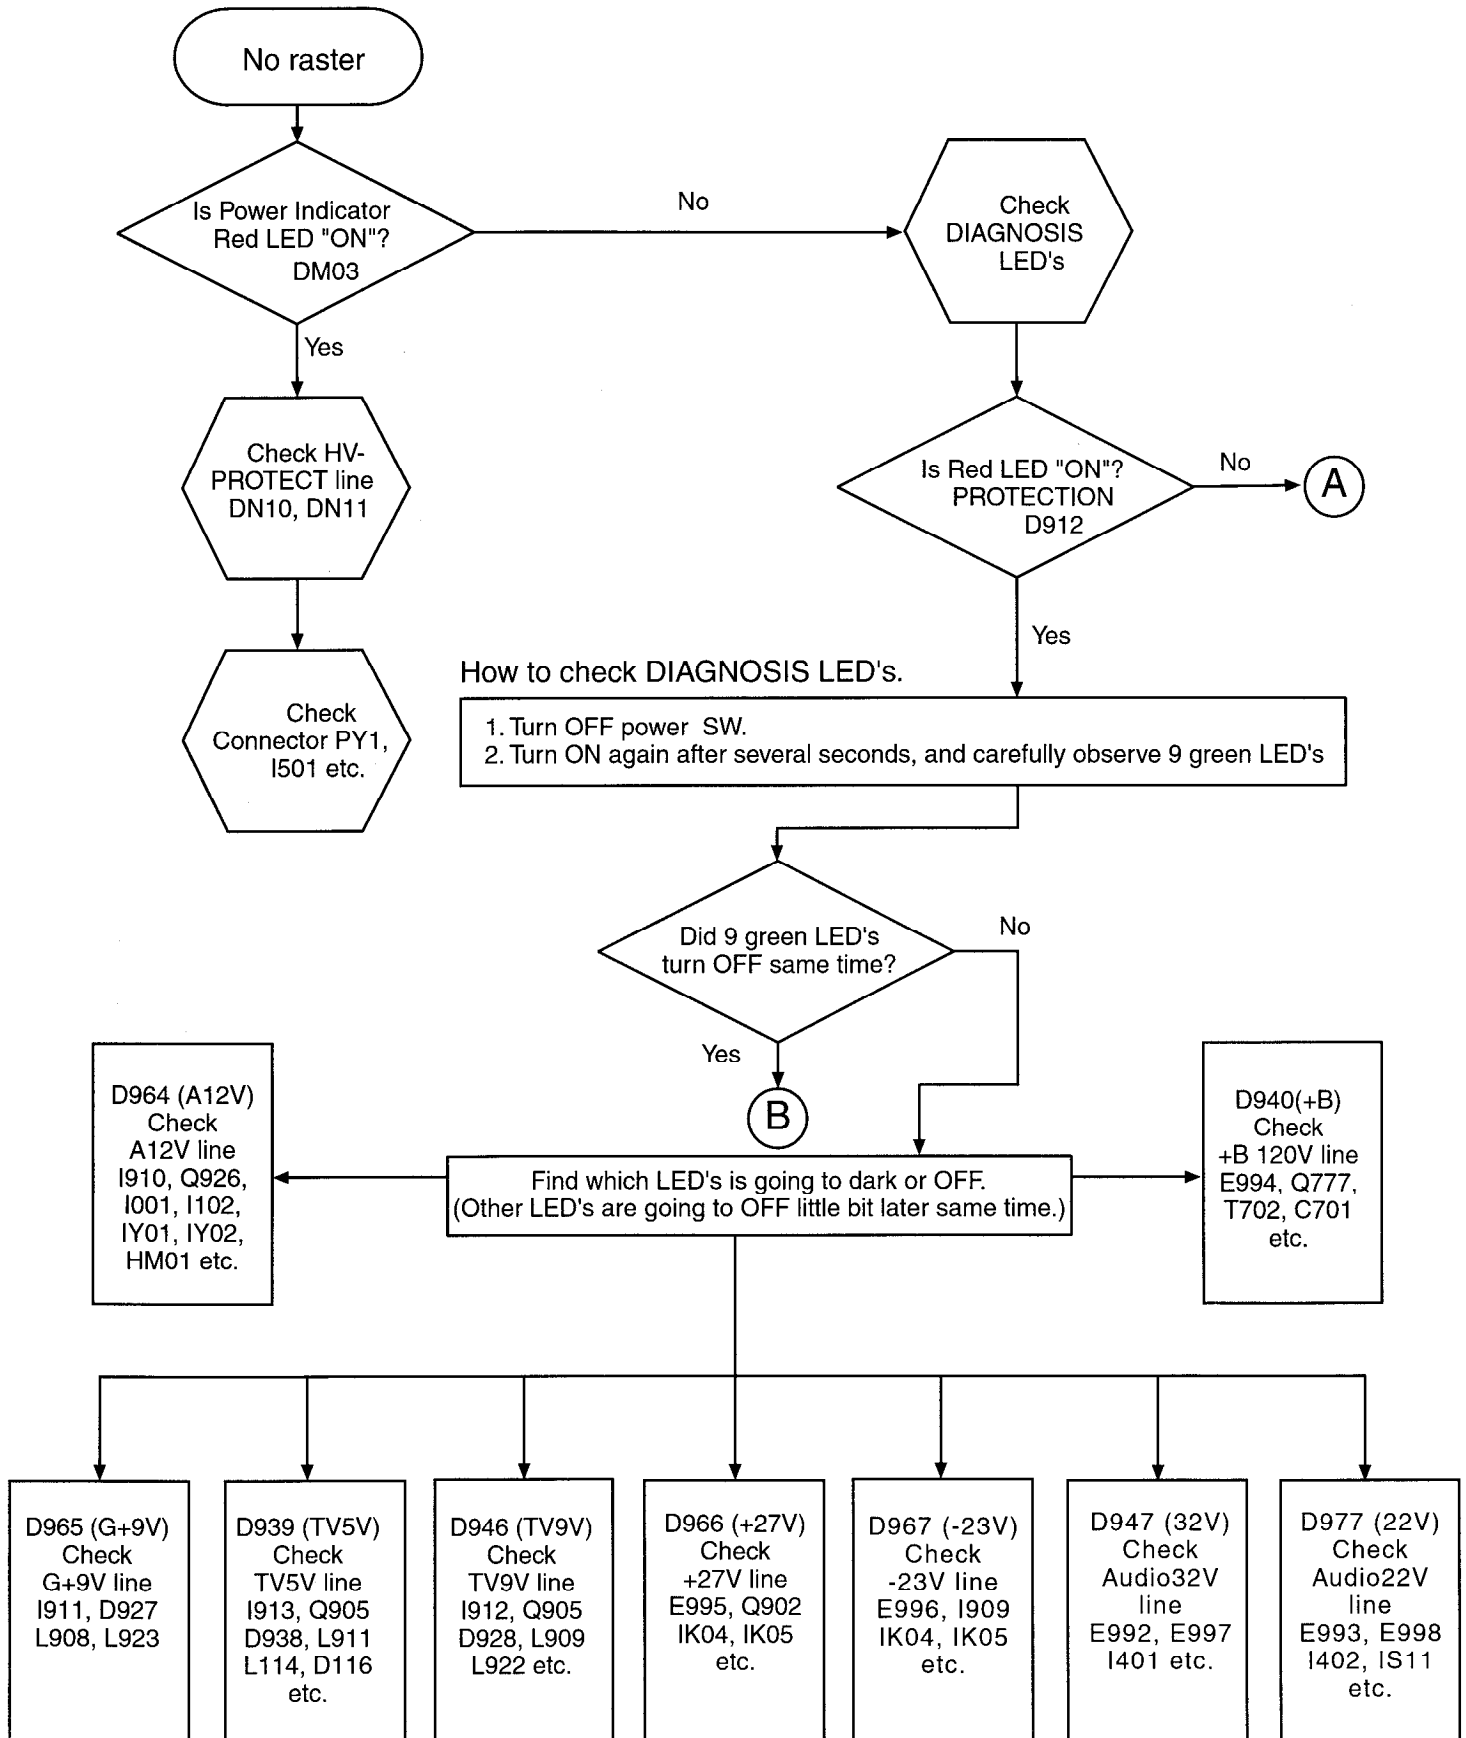 No raster
Is Power Indicator
Red LED "ON"?
DM03
No
Check
DIAGNOSIS
LED's
Yes
Check HV-
PROTECT line
DN10, DN11
Is Red LED "ON"?
PROTECTION
D912
No
A
Yes
Check
Connector PY1,
I501 etc.
How to check DIAGNOSIS LED's.
1. Turn OFF power SW.
2. Turn ON again after several seconds, and carefully observe 9 green LED's
Did 9 green LED's
turn OFF same time?
No
Yes
B
D964 (A12V)
Check
A12V line
I910, Q926,
I001, I102,
IY01, IY02,
HM01 etc.
Find which LED's is going to dark or OFF.
(Other LED's are going to OFF little bit later same time.)
D940(+B)
Check
+B 120V line
E994, Q777,
T702, C701
etc.
D965 (G+9V)
Check
G+9V line
I911, D927
L908, L923
D939 (TV5V)
Check
TV5V line
I913, Q905
D938, L911
L114, D116
etc.
D946 (TV9V)
Check
TV9V line
I912, Q905
D928, L909
L922 etc.
D966 (+27V)
Check
+27V line
E995, Q902
IK04, IK05
etc.
D967 (-23V)
Check
-23V line
E996, I909
IK04, IK05
etc.
D947 (32V)
Check
Audio32V
line
E992, E997
I401 etc.
D977 (22V)
Check
Audio22V
line
E993, E998
I402, IS11
etc.